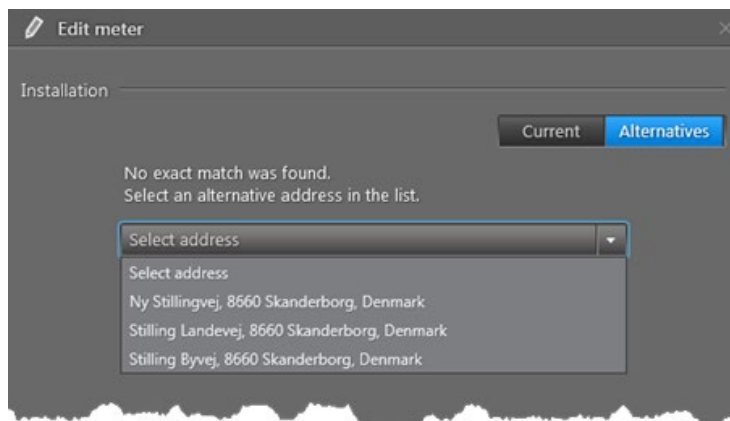 Edit meter
Installation
Current Alternatives
No exact match was found.
Select an alternative address in the list.
Select address
Select address
Ny Stillingvej, 8660 Skanderborg, Denmark
Stilling Landevej, 8660 Skanderborg, Denmark
Stilling Byvej, 8660 Skanderborg, Denmark